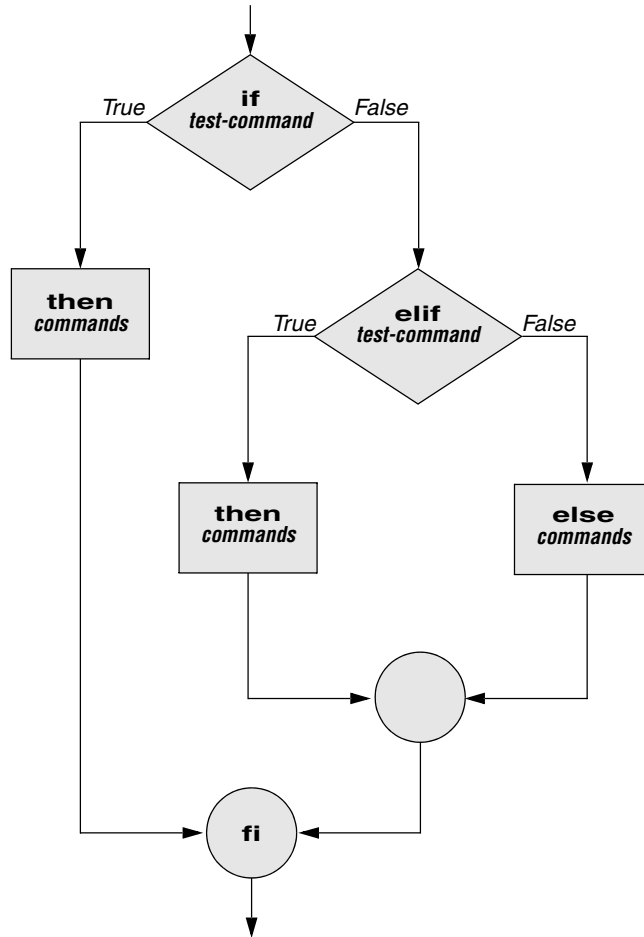 if
test-command
True
False
then
commands
elif
test-command
True
False
then
commands
else
commands
fi